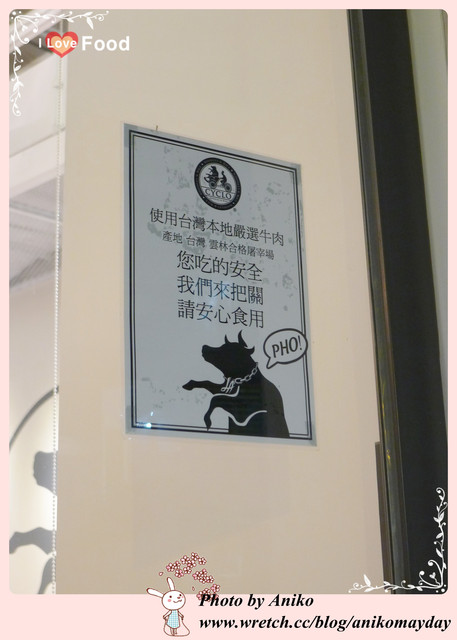 I Love Food
CYCLO
使用台灣本地嚴選牛肉
產地 台灣 雲林合格屠宰場
您吃的安全
我們來把關
請安心食用
PHO!
Photo by Aniko
www.wretch.cc/blog/anikomayday